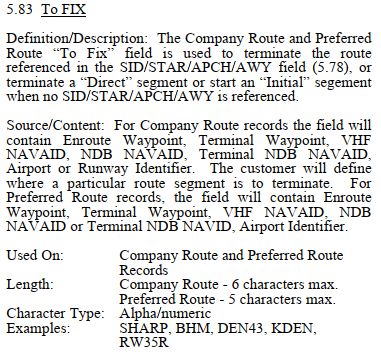 5.83 To FIX
Definition/Description: The Company Route and Preferred
Route “To Fix” field is used to terminate the route
referenced in the SID/STAR/APCH/AWY field (5.78), or
terminate a “Direct” segment or start an “Initial” segement
when no SID/STAR/APCH/AWY is referenced.
Source/Content: For Company Route records the field will
contain Enroute Waypoint, Terminal Waypoint, VHF
NAVAID, NDB NAVAID, Terminal NDB NAVAID,
Airport or Runway Identifier. The customer will define
where a particular route segment is to terminate. For
Preferred Route records, the field will contain Enroute
Waypoint, Terminal Waypoint, VHF NAVAID, NDB
NAVAID or Terminal NDB NAVID, Airport Identifier.
Used On: Company Route and Preferred Route
Records
Length: Company Route - 6 characters max.
Preferred Route - 5 characters max.
Character Type: Alpha/numeric
Examples: SHARP, BHM, DEN43, KDEN,
RW35R